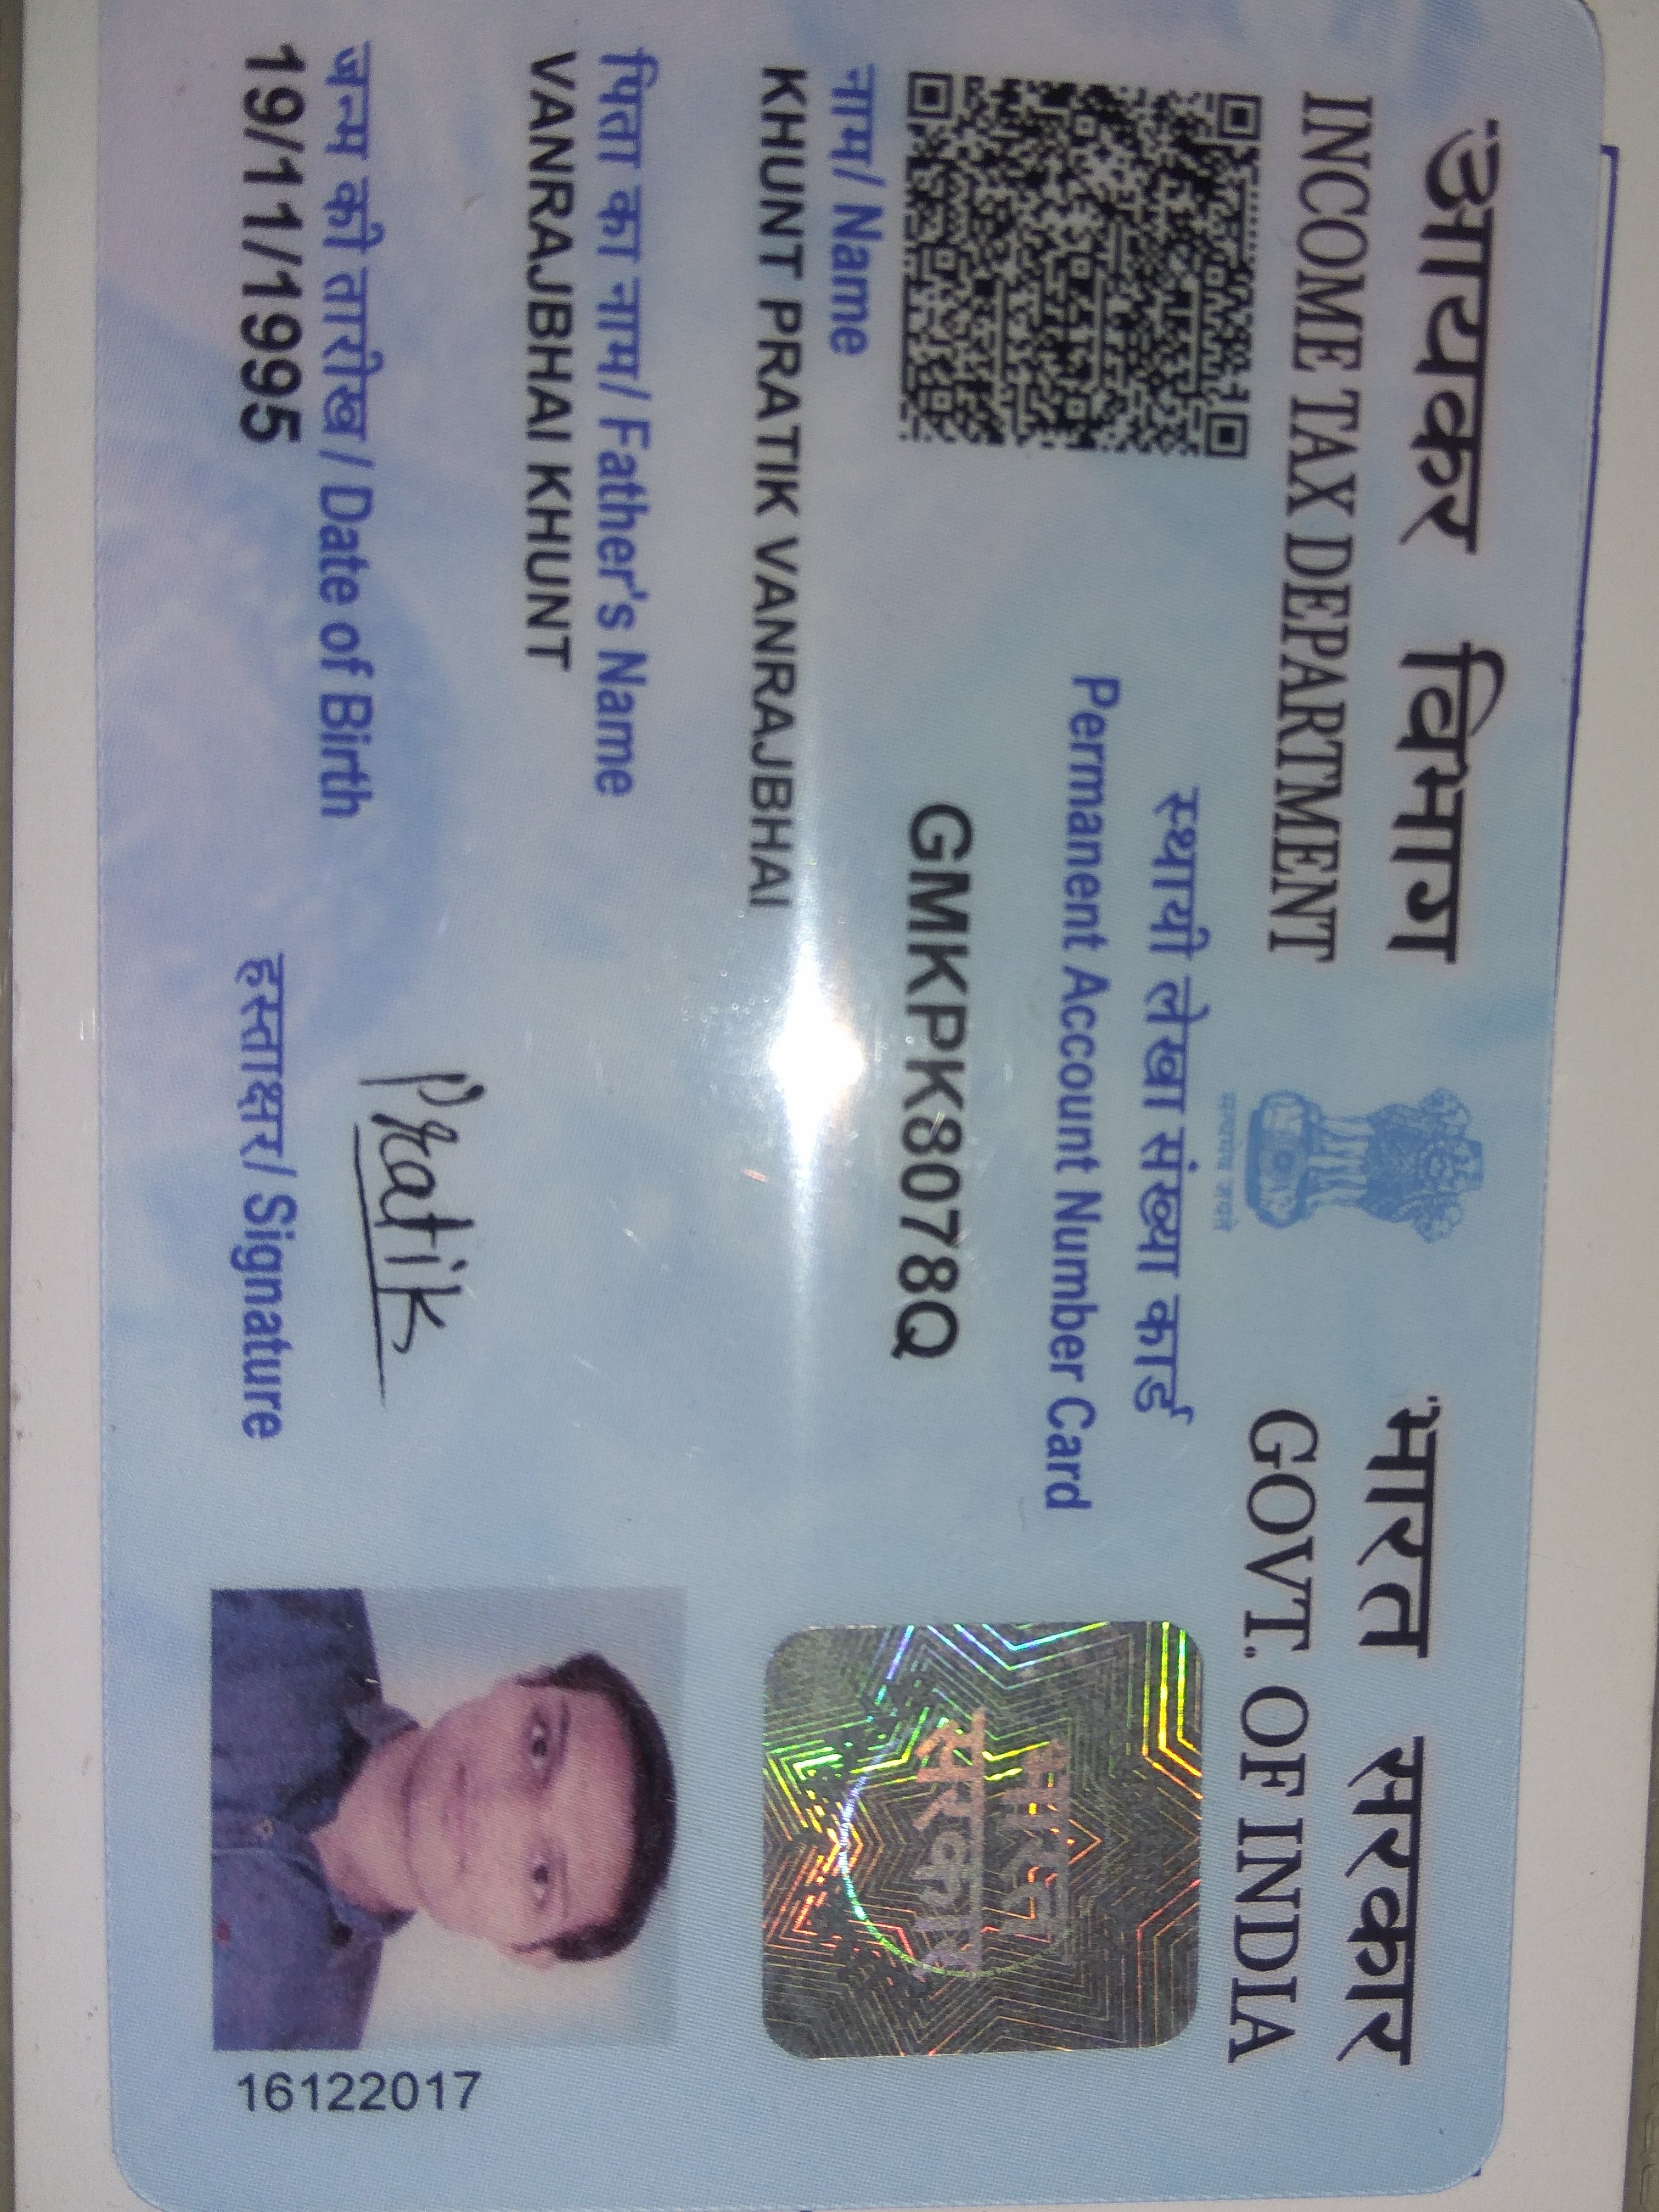 आयकर विभाग
INCOME TAX DEPARTMENT
सत्यमेव जयते
भारत सरकार
GOVT. OF INDIA
स्थायी लेखा संख्या कार्ड
Permanent Account Number Card
GMKPK8078Q
नाम/ Name
KHUNT PRATIK VANRAJBHAI
पिता का नाम/ Father's Name
VANRAJBHAI KHUNT
जन्म की तारीख / Date of Birth
19/11/1995
Pratik
हस्ताक्षर/ Signature
भारत
सरकार
16122017